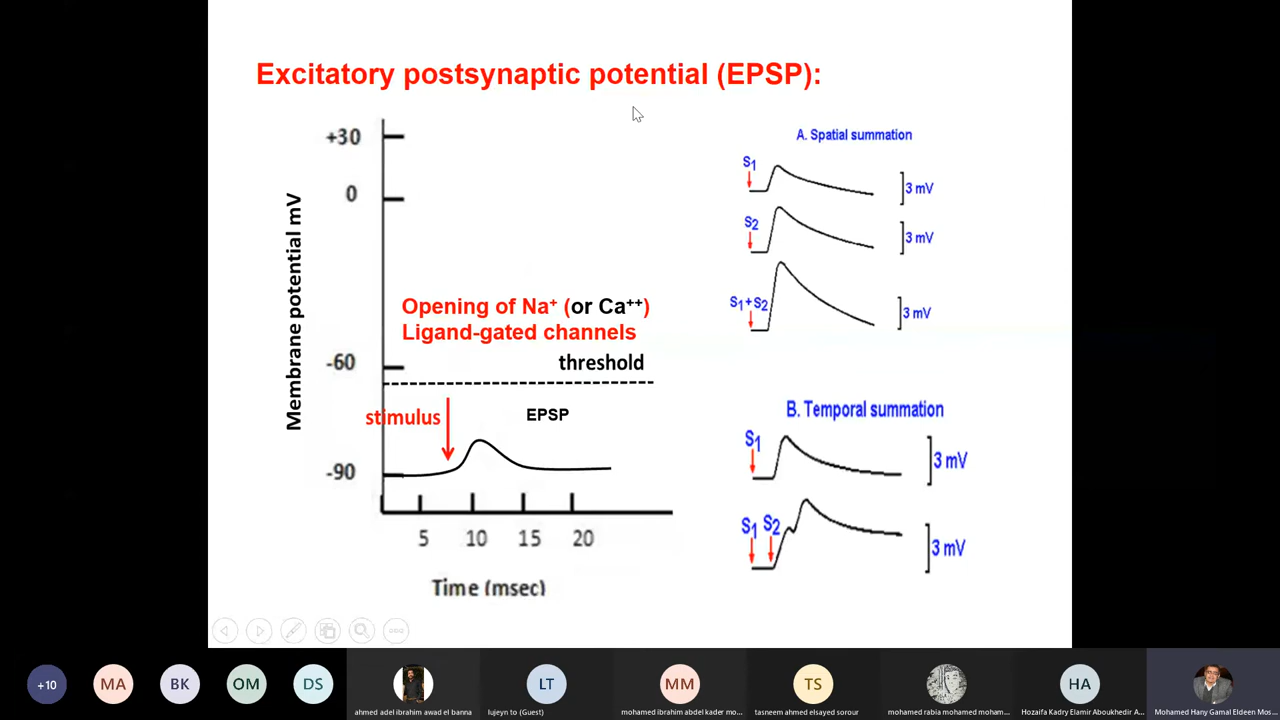 Excitatory postsynaptic potential (EPSP):
Membrane potential mV
+30
0
-60
-90
Opening of Na⁺ (or Ca⁺⁺)
Ligand-gated channels
threshold
stimulus
EPSP
5 10 15 20
Time (msec)
A. Spatial summation
S1
3 mV
S2
3 mV
S1+S2
3 mV
B. Temporal summation
S1
3 mV
S1 S2
3 mV
+10
MA
BK
OM
DS
LT
MM
TS
HA
ahmed adel ibrahim awad el banna
lujeyn to (Guest)
mohamed ibrahim abdel kader mo...
tasneem ahmed elsayed sorour
mohamed rabia mohamed moham...
Hozaifa Kadry Elamir Aboukhedir A...
Mohamed Hany Gamal Eldeen Mos...